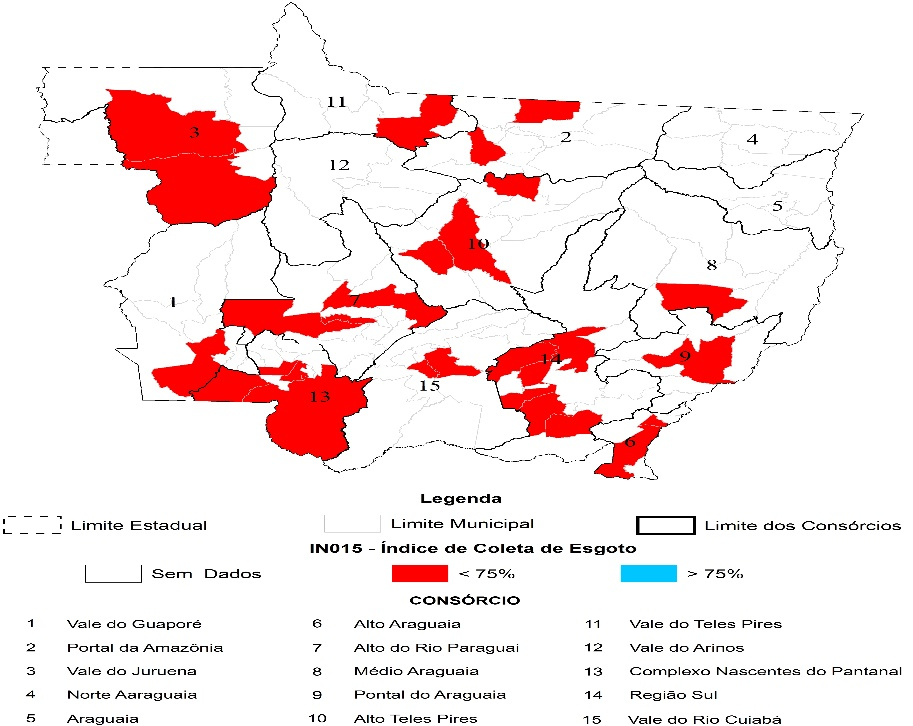 11
3
2
4
12
5
10
8
1
7
14
9
15
13
6
Legenda
Limite Estadual
Limite Municipal
Limite dos Consórcios
IN015 - Índice de Coleta de Esgoto
Sem Dados
< 75%
> 75%
CONSÓRCIO
1 Vale do Guaporé
6 Alto Araguaia
11 Vale do Teles Pires
2 Portal da Amazônia
7 Alto do Rio Paraguai
12 Vale do Arinos
3 Vale do Juruena
8 Médio Araguaia
13 Complexo Nascentes do Pantanal
4 Norte Aaraguaia
9 Pontal do Araguaia
14 Região Sul
5 Araguaia
10 Alto Teles Pires
15 Vale do Rio Cuiabá